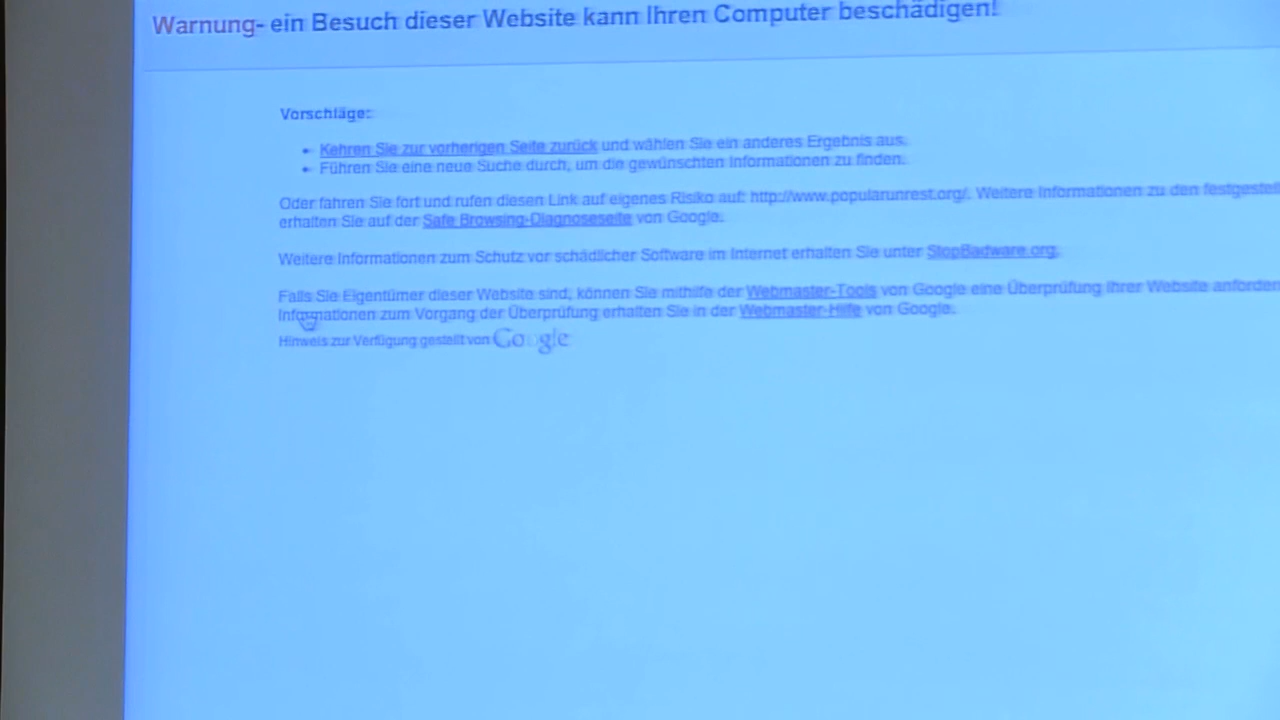 Warnung- ein Besuch dieser Website kann Ihren Computer beschädigen!
Vorschläge:
Kehren Sie zur vorherigen Seite zurück und wählen Sie ein anderes Ergebnis aus.
Führen Sie eine neue Suche durch, um die gewünschten Informationen zu finden.
Oder fahren Sie fort und rufen diesen Link auf eigenes Risiko auf: http://www.popularunrest.org/. Weitere Informationen zu den
erhalten Sie auf der Safe Browsing-Diagnoseseite von Google.
Weitere Informationen zum Schutz vor schädlicher Software im Internet erhalten Sie unter StopBadware.org.
Falls Sie Eigentümer dieser Website sind, können Sie mithilfe der Webmaster-Tools von Google eine Überprüfung Ihrer Website anfordern
Informationen zum Vorgang der Überprüfung erhalten Sie in der Webmaster-Hilfe von Google.
Hinweis zur Verfügung gestellt von Google